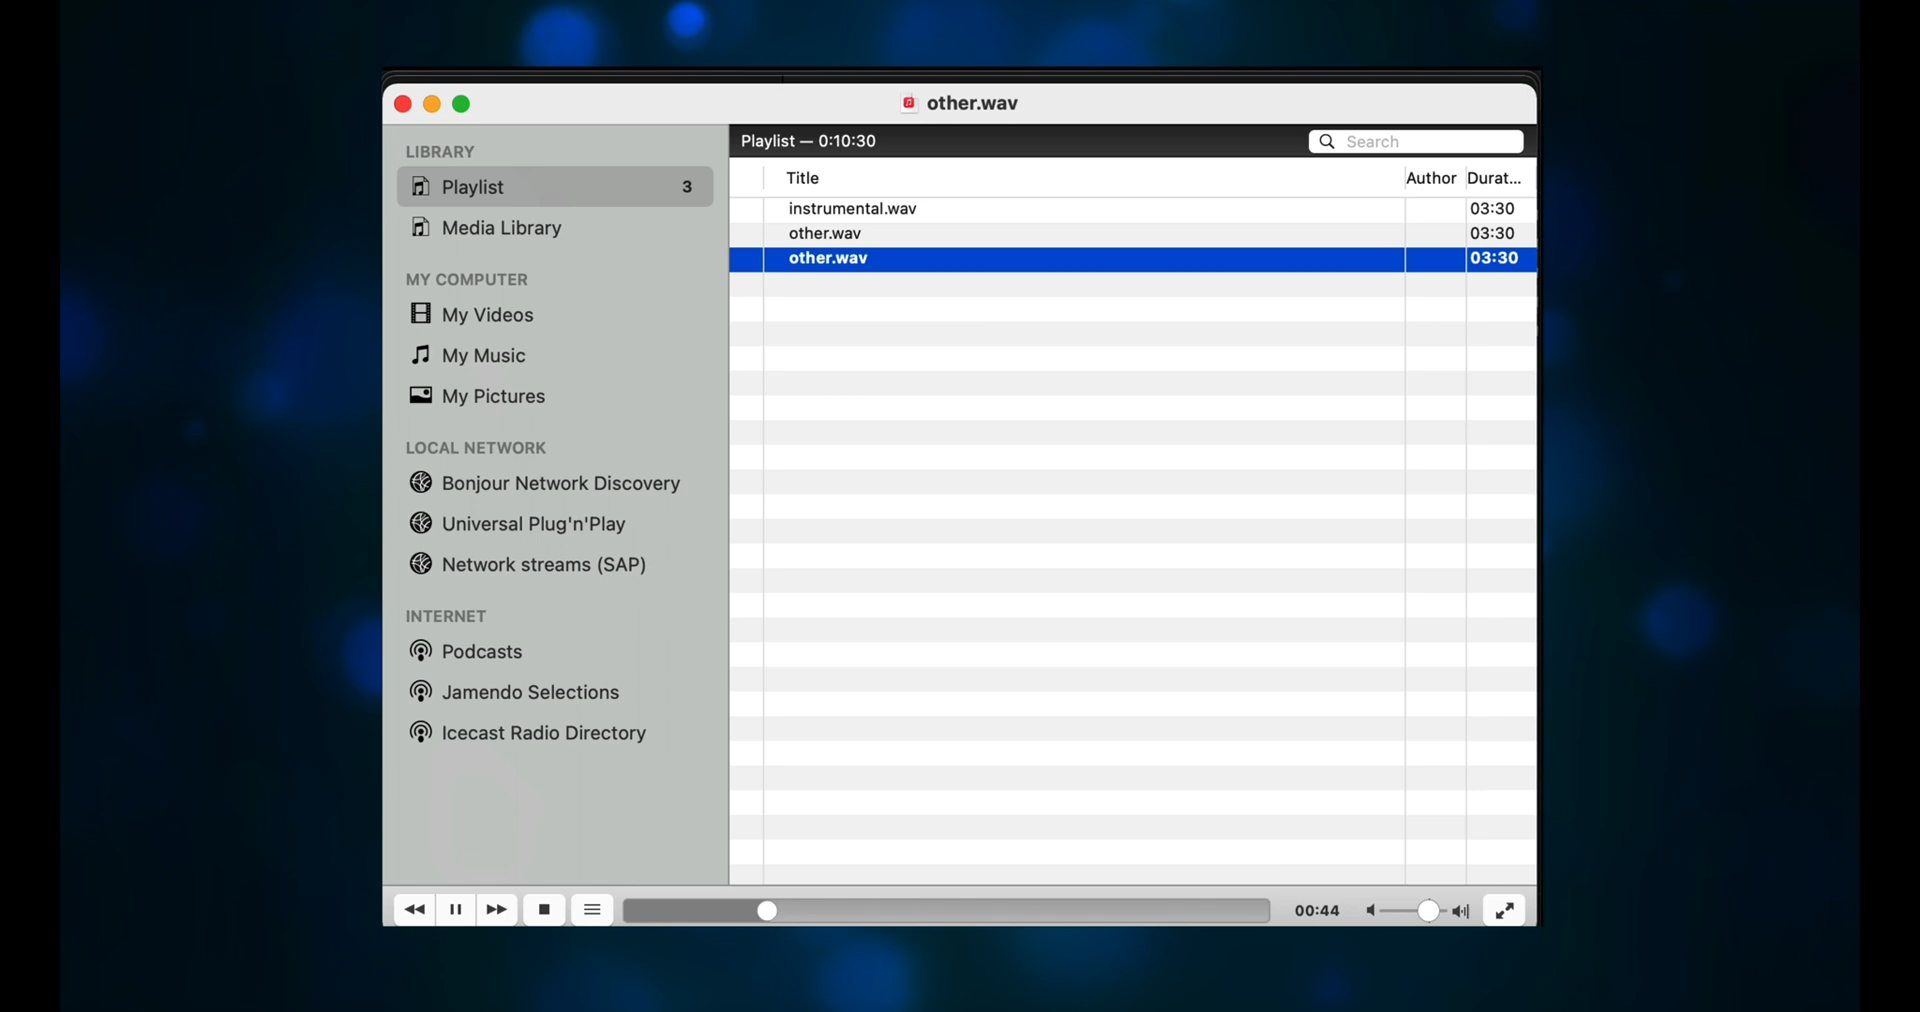 other.wav
LIBRARY
Playlist 3
Media Library
MY COMPUTER
My Videos
My Music
My Pictures
LOCAL NETWORK
Bonjour Network Discovery
Universal Plug'n'Play
Network streams (SAP)
INTERNET
Podcasts
Jamendo Selections
Icecast Radio Directory
Playlist — 0:10:30 Search
Title Author Durat...
instrumental.wav 03:30
other.wav 03:30
other.wav 03:30
00:44